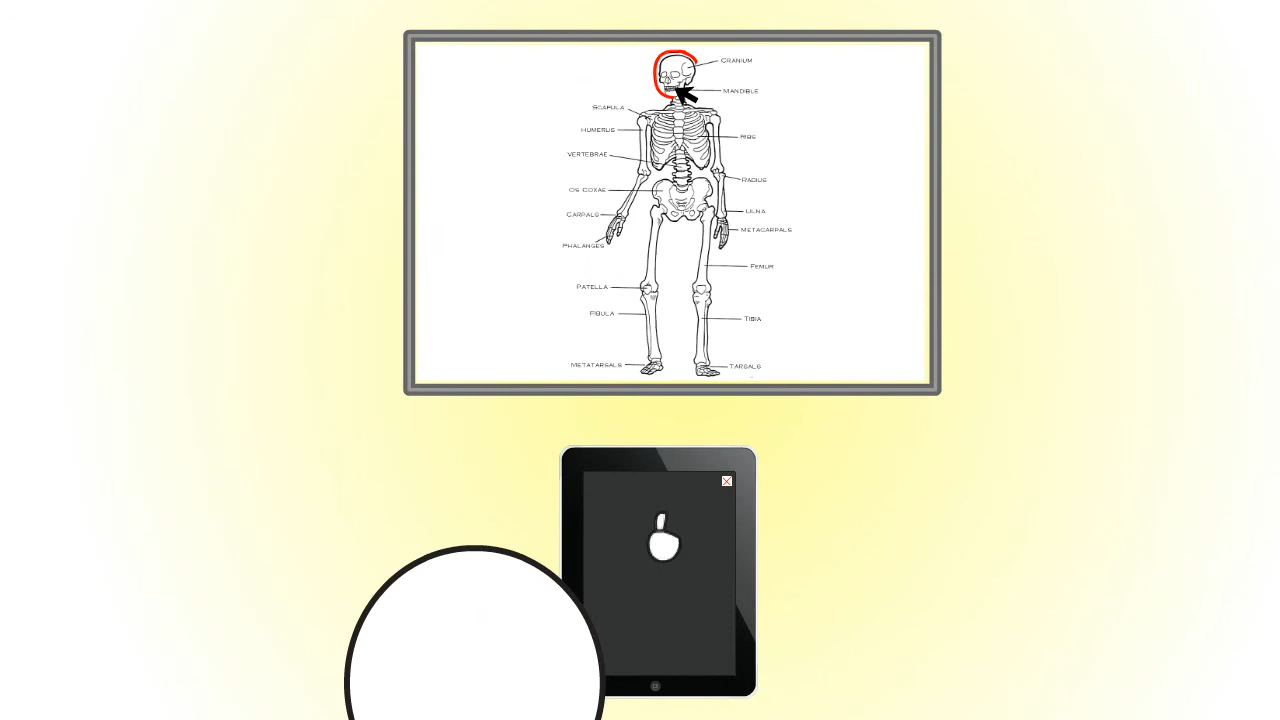 CRANIUM
MANDIBLE
SCAPULA
HUMERUS
RIBS
VERTEBRAE
RADIUS
OS COXAE
ULNA
CARPALS
METACARPALS
PHALANGES
FEMUR
PATELLA
FIBULA
TIBIA
METATARSALS
TARSALS